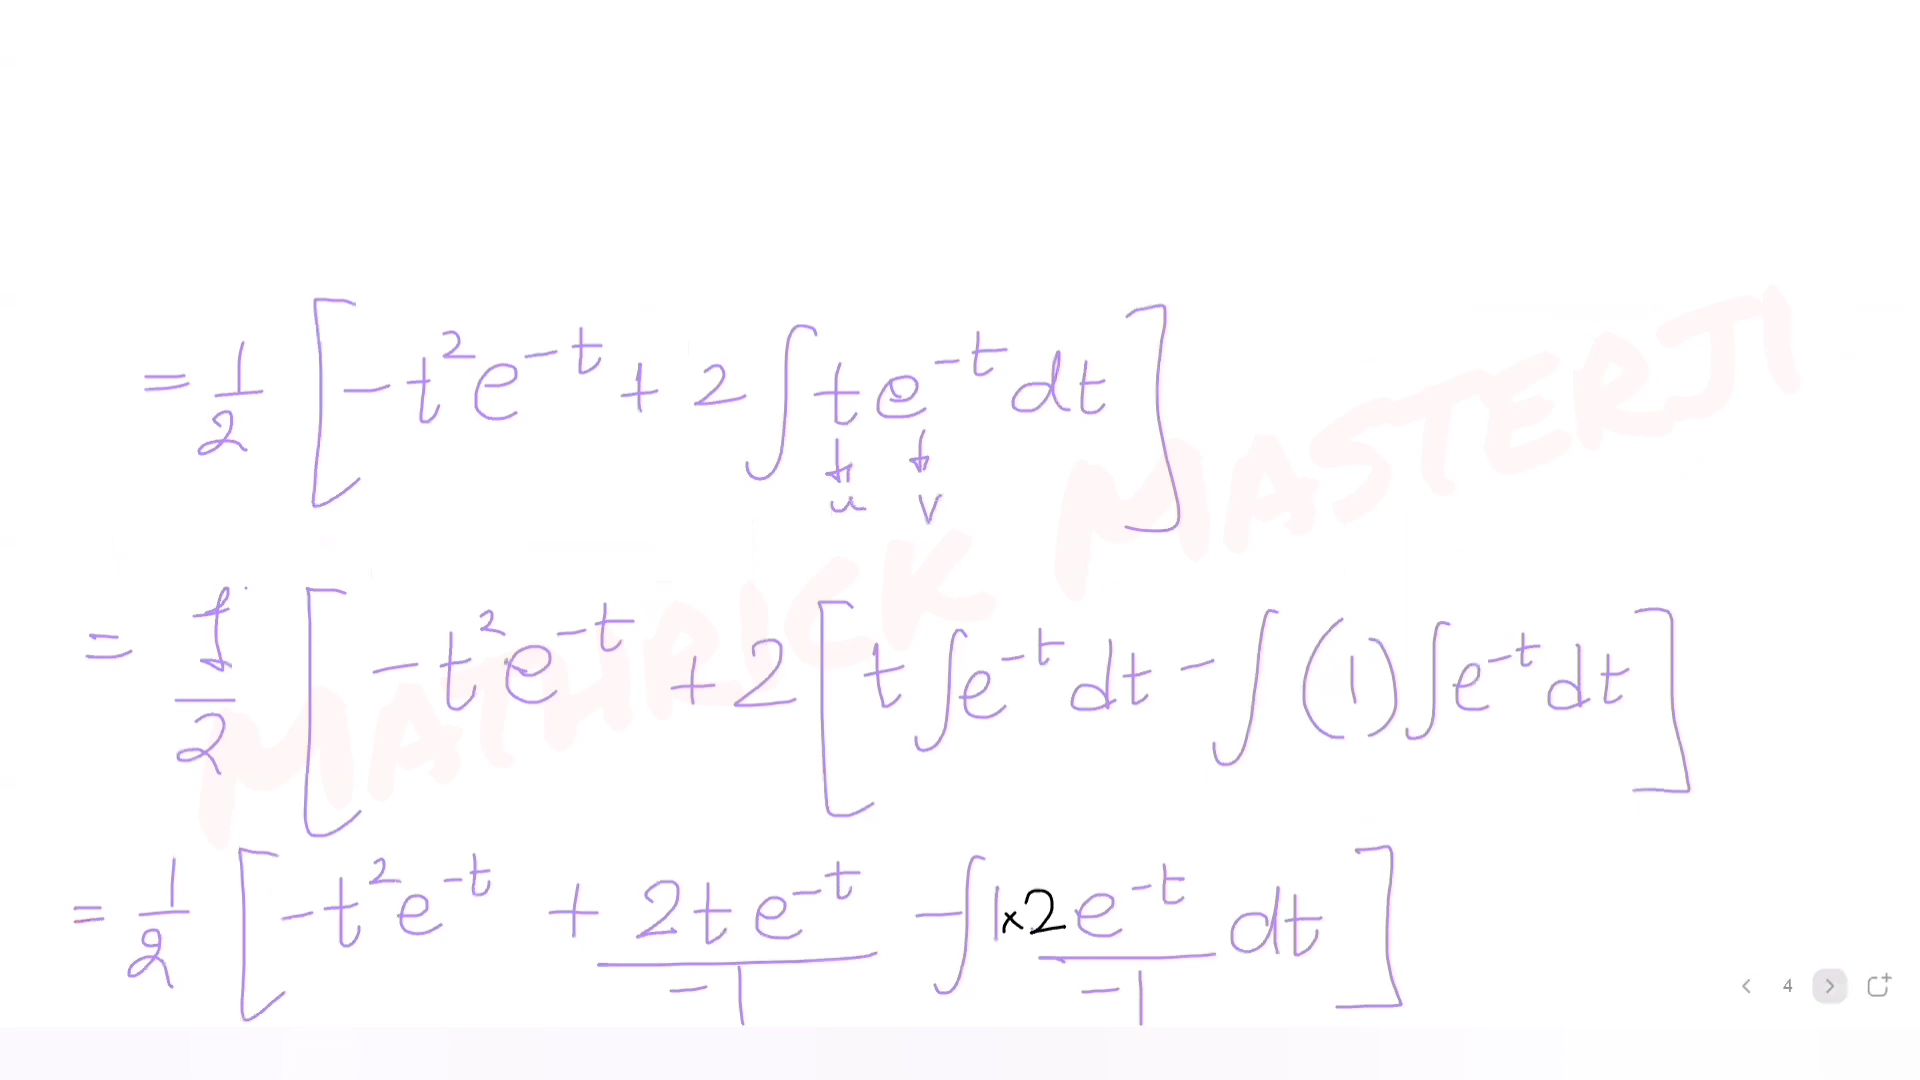 = 1/2 [ -t²e^-t + 2 ∫ t e^-t dt ]
u v
= 1/2 [ -t²e^-t + 2 [ t ∫ e^-t dt - ∫ (1) ∫ e^-t dt ]
= 1/2 [ -t²e^-t + 2te^-t/-1 - ∫ 1×2 e^-t/-1 dt ]
MATHRICK MASTERJI
4